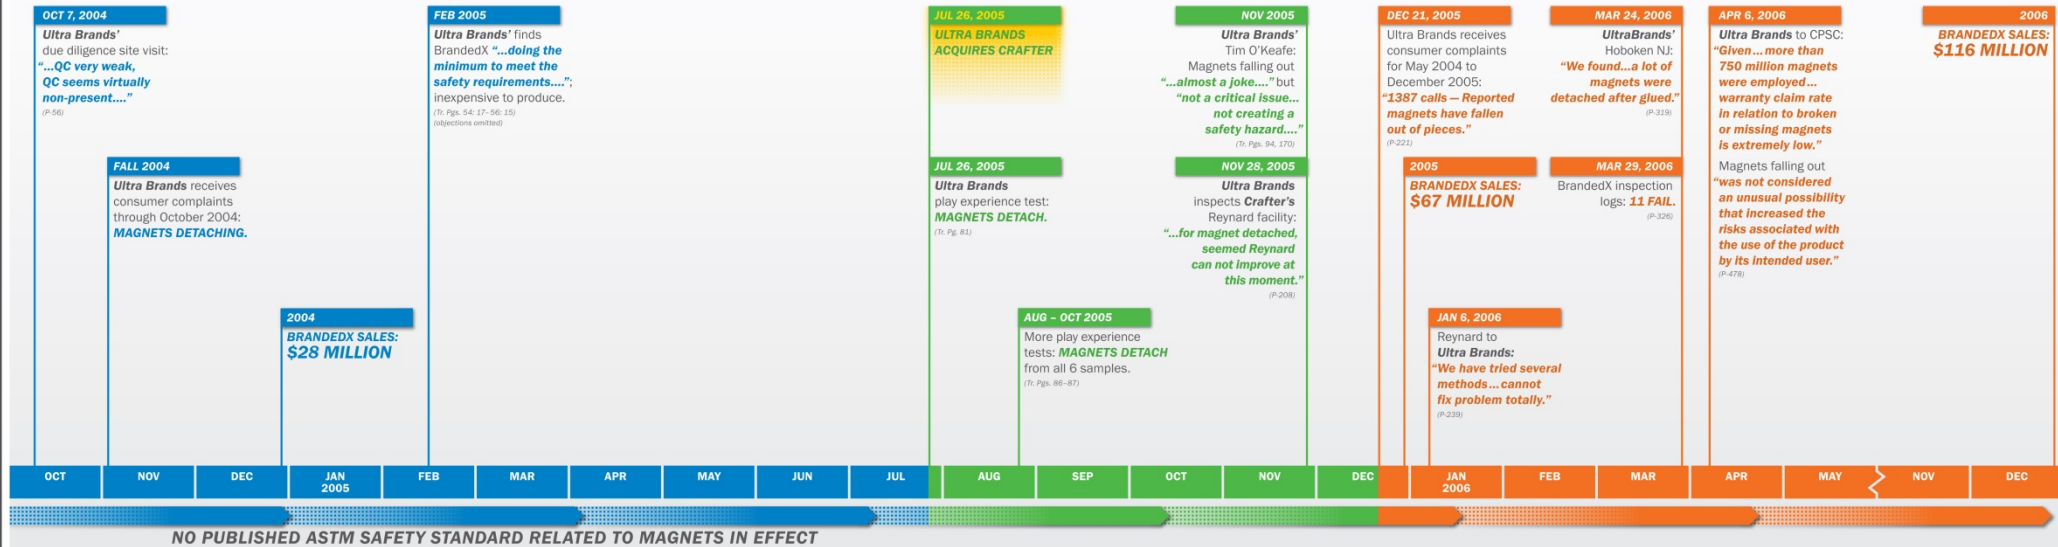 OCT 7, 2004
Ultra Brands'
due diligence site visit:
“...QC very weak,
QC seems virtually
non-present....”
(P-56)
FALL 2004
Ultra Brands receives
consumer complaints
through October 2004:
MAGNETS DETACHING.
2004
BRANDEDX SALES:
$28 MILLION
FEB 2005
Ultra Brands' finds
BrandedX “...doing the
minimum to meet the
safety requirements....”;
inexpensive to produce.
(Tr. Pgs. 54: 17– 56: 15)
(objections omitted)
JUL 26, 2005
ULTRA BRANDS
ACQUIRES CRAFTER
JUL 26, 2005
Ultra Brands
play experience test:
MAGNETS DETACH.
(Tr. Pg. 81)
AUG – OCT 2005
More play experience
tests: MAGNETS DETACH
from all 6 samples.
(Tr. Pgs. 86–87)
NOV 2005
Ultra Brands'
Tim O'Keafe:
Magnets falling out
“...almost a joke....” but
“not a critical issue...
not creating a
safety hazard....”
(Tr. Pgs. 94, 170)
NOV 28, 2005
Ultra Brands
inspects Crafter's
Reynard facility:
“...for magnet detached,
seemed Reynard
can not improve at
this moment.”
(P-208)
DEC 21, 2005
Ultra Brands receives
consumer complaints
for May 2004 to
December 2005:
“1387 calls — Reported
magnets have fallen
out of pieces.”
(P-221)
2005
BRANDEDX SALES:
$67 MILLION
JAN 6, 2006
Reynard to
Ultra Brands:
“We have tried several
methods...cannot
fix problem totally.”
(P-239)
MAR 24, 2006
UltraBrands'
Hoboken NJ:
“We found...a lot of
magnets were
detached after glued.”
(P-319)
MAR 29, 2006
BrandedX inspection
logs: 11 FAIL.
(P-326)
APR 6, 2006
Ultra Brands to CPSC:
“Given...more than
750 million magnets
were employed...
warranty claim rate
in relation to broken
or missing magnets
is extremely low.”
Magnets falling out
“was not considered
an unusual possibility
that increased the
risks associated with
the use of the product
by its intended user.”
(P-478)
2006
BRANDEDX SALES:
$116 MILLION
OCT NOV DEC JAN FEB MAR APR MAY JUN JUL AUG SEP OCT NOV DEC JAN FEB MAR APR MAY NOV DEC
2005 2006
NO PUBLISHED ASTM SAFETY STANDARD RELATED TO MAGNETS IN EFFECT